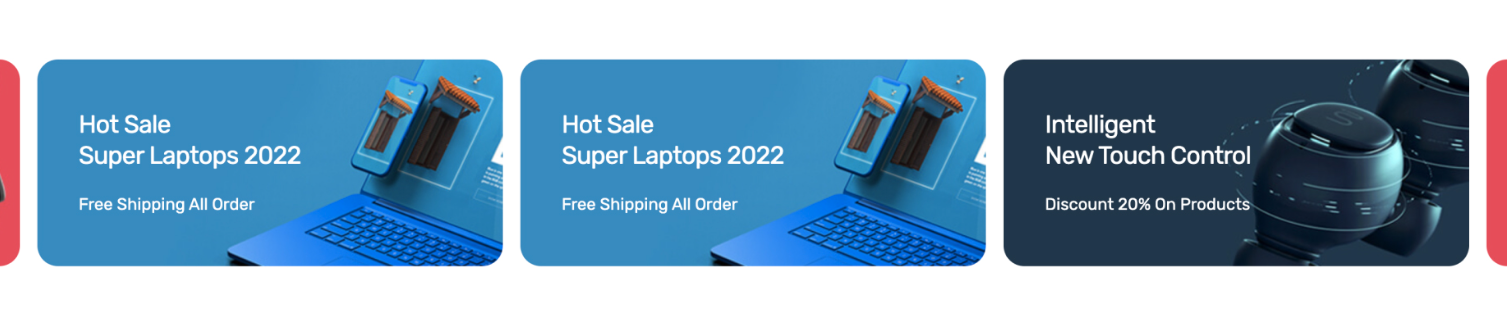 Hot Sale
Super Laptops 2022
Free Shipping All Order
Hot Sale
Super Laptops 2022
Free Shipping All Order
Intelligent
New Touch Control
Discount 20% On Products
S